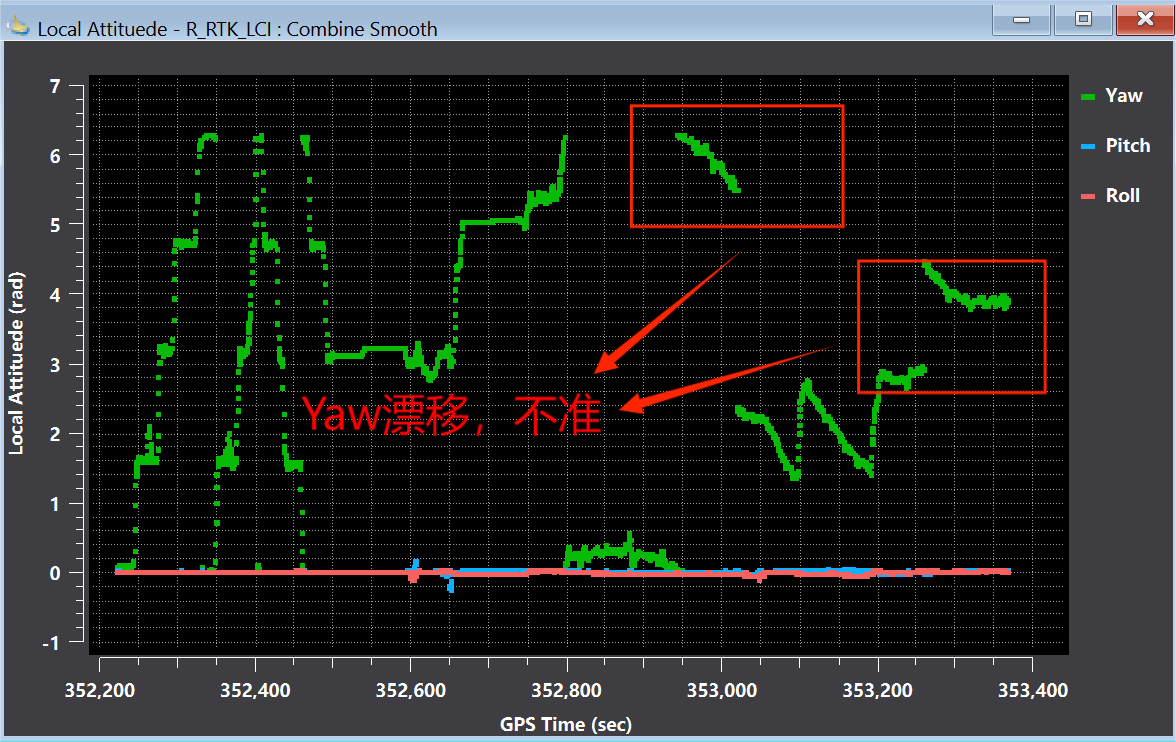 Local Attituede - R_RTK_LCI : Combine Smooth
7
6
5
4
3
2
1
0
-1
Local Attituede (rad)
Yaw
Pitch
Roll
Yaw漂移，不准
352,200
352,400
352,600
352,800
353,000
353,200
353,400
GPS Time (sec)